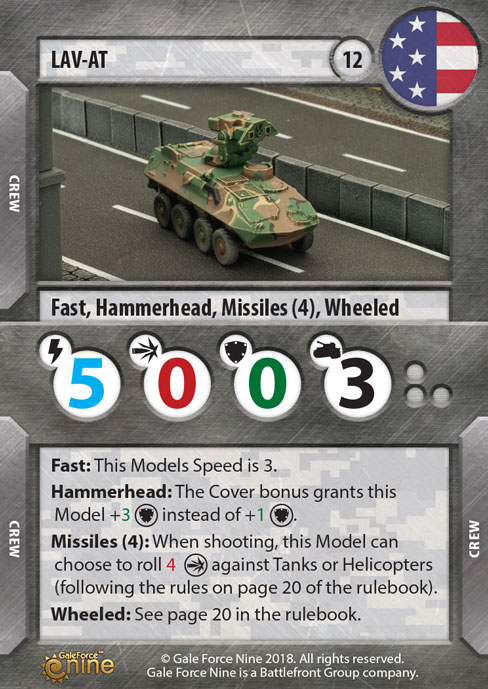 LAV-AT
12
CREW
Fast, Hammerhead, Missiles (4), Wheeled
5 0 0 3
Fast: This Models Speed is 3.
Hammerhead: The Cover bonus grants this
Model +3 instead of +1 .
Missiles (4): When shooting, this Model can
choose to roll 4 against Tanks or Helicopters
(following the rules on page 20 of the rulebook).
Wheeled: See page 20 in the rulebook.
CREW
CREW
GaleForce™
nine
© Gale Force Nine 2018. All rights reserved.
Gale Force Nine is a Battlefront Group company.